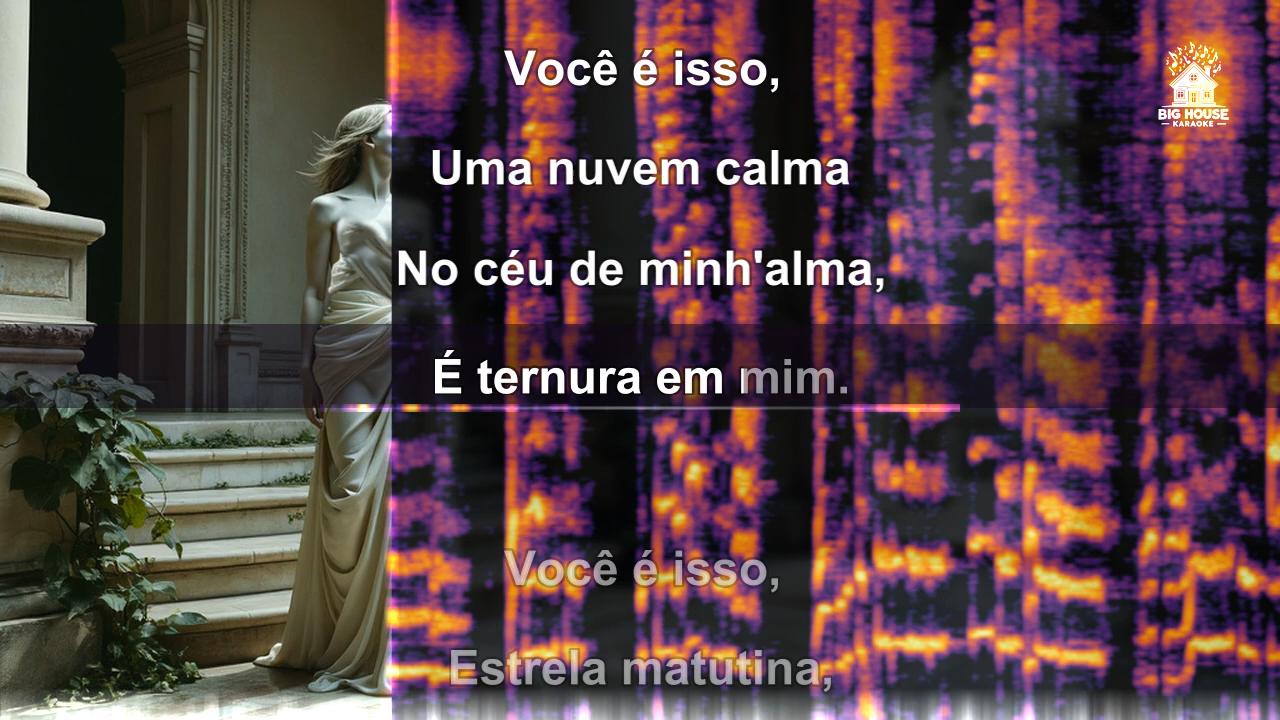 Você é isso,
BIG HOUSE
KARAOKE
Uma nuvem calma
No céu de minh'alma,
É ternura em mim.
Você é isso,
Estrela matutina,